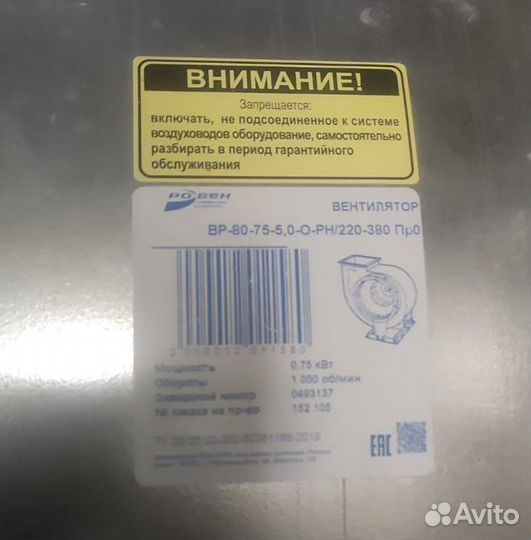 ВНИМАНИЕ!
Запрещается:
включать, не подсоединенное к системе
воздуховодов оборудование, самостоятельно
разбирать в период гарантийного
обслуживания
РОВЕН
ВЕНТИЛЯТОР
ВР-80-75-5,0-О-РН/220-380 Пр0
Мощность 0,75 кВт
Обороты 1 000 об/мин
Заводской номер 0493137
№ заказа на пр-во 152 105
ЕАС
Avito